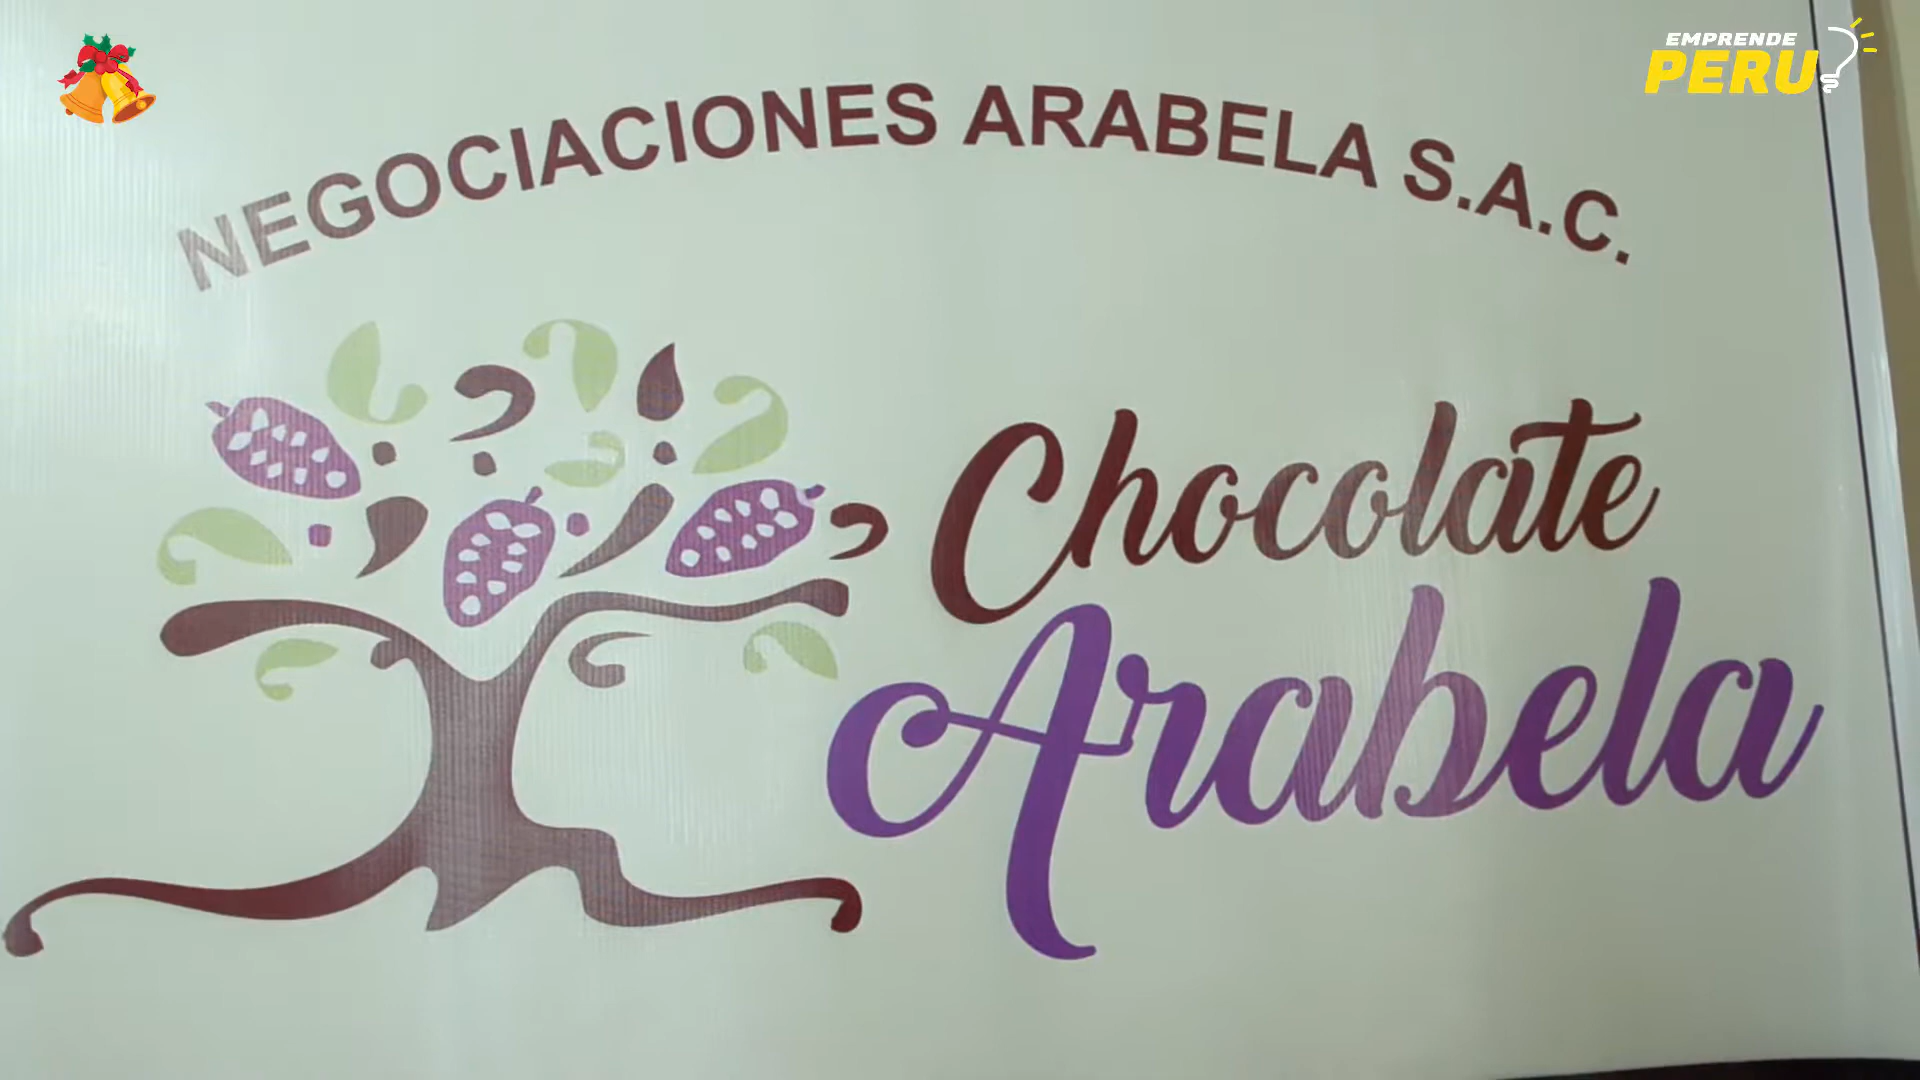 EMPRENDE
PERU
NEGOCIACIONES ARABELA S.A.C.
Chocolate
Arabela